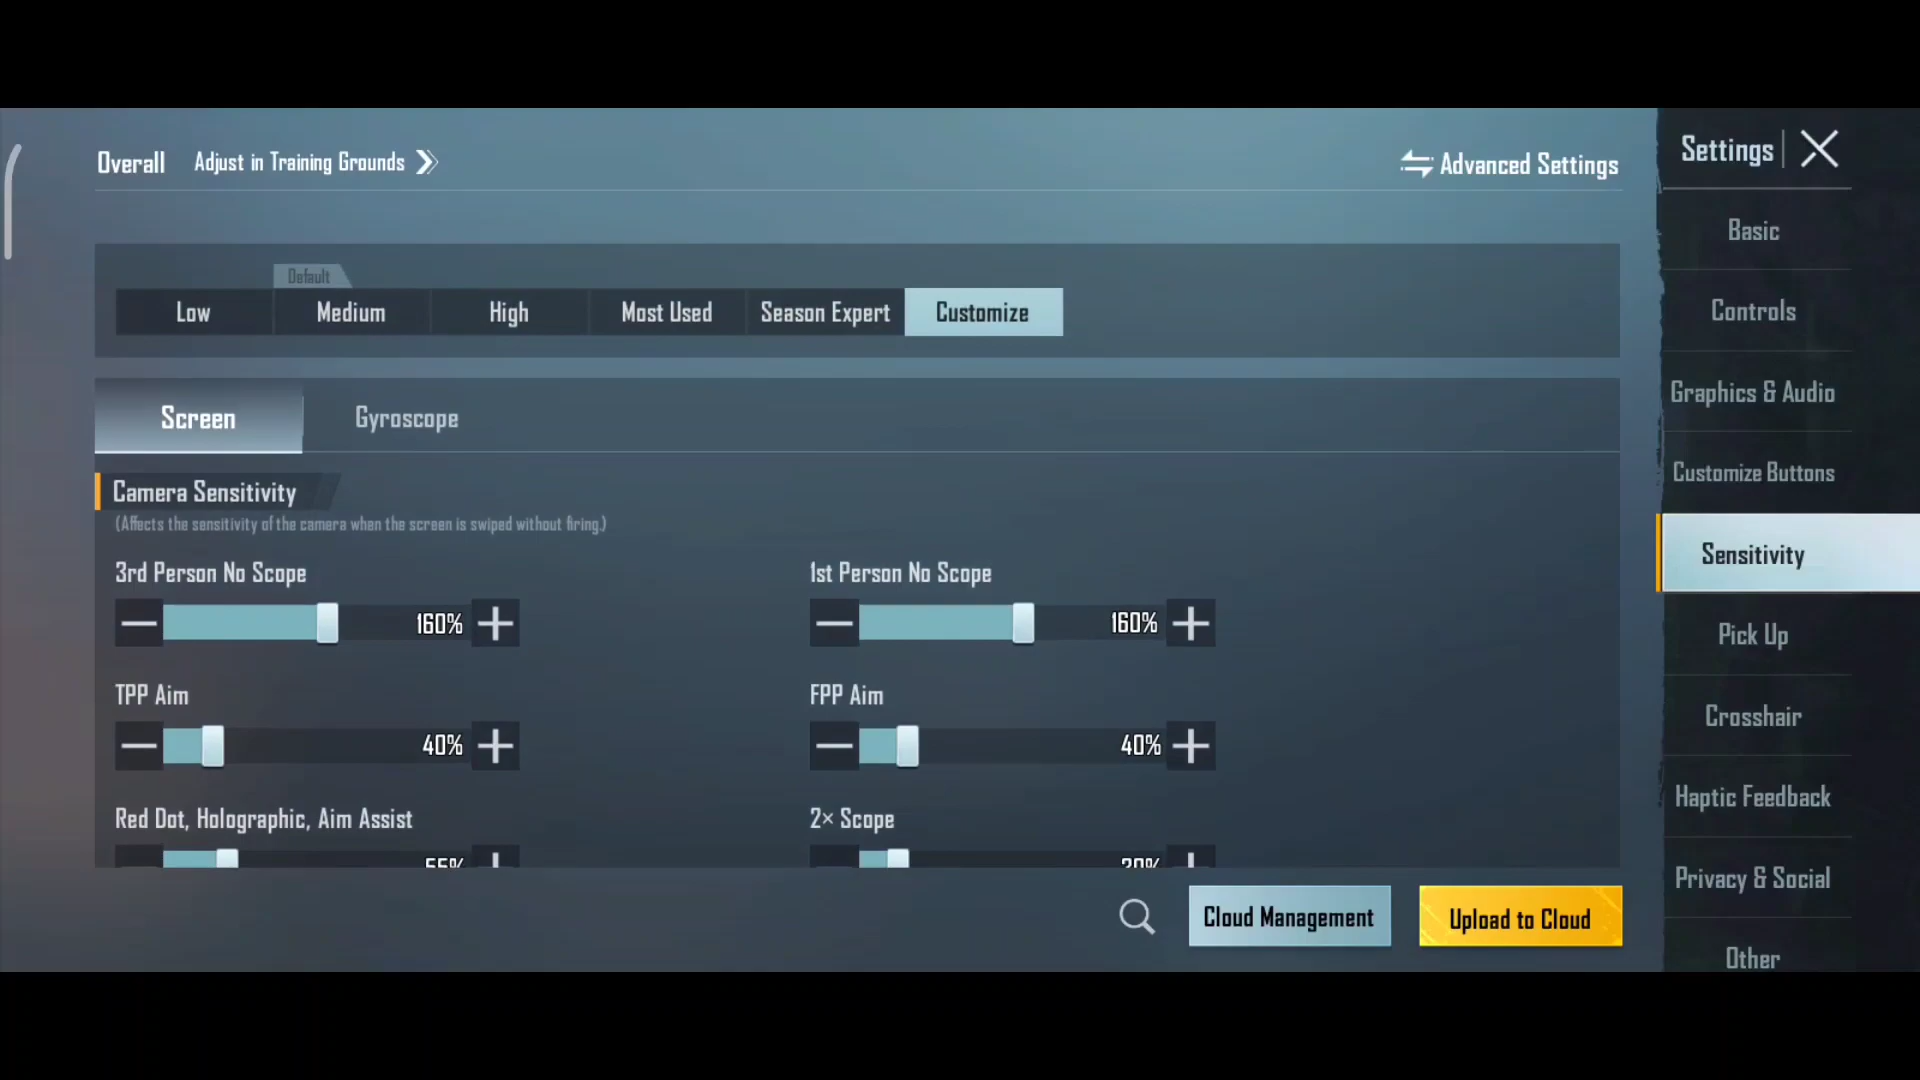 Overall
Adjust in Training Grounds
Advanced Settings
Default
Low
Medium
High
Most Used
Season Expert
Customize
Screen
Gyroscope
Camera Sensitivity
(Affects the sensitivity of the camera when the screen is swiped without firing.)
3rd Person No Scope
1st Person No Scope
160%
160%
TPP Aim
FPP Aim
40%
40%
Red Dot, Holographic, Aim Assist
2× Scope
Cloud Management
Upload to Cloud
Settings
Basic
Controls
Graphics & Audio
Customize Buttons
Sensitivity
Pick Up
Crosshair
Haptic Feedback
Privacy & Social
Other